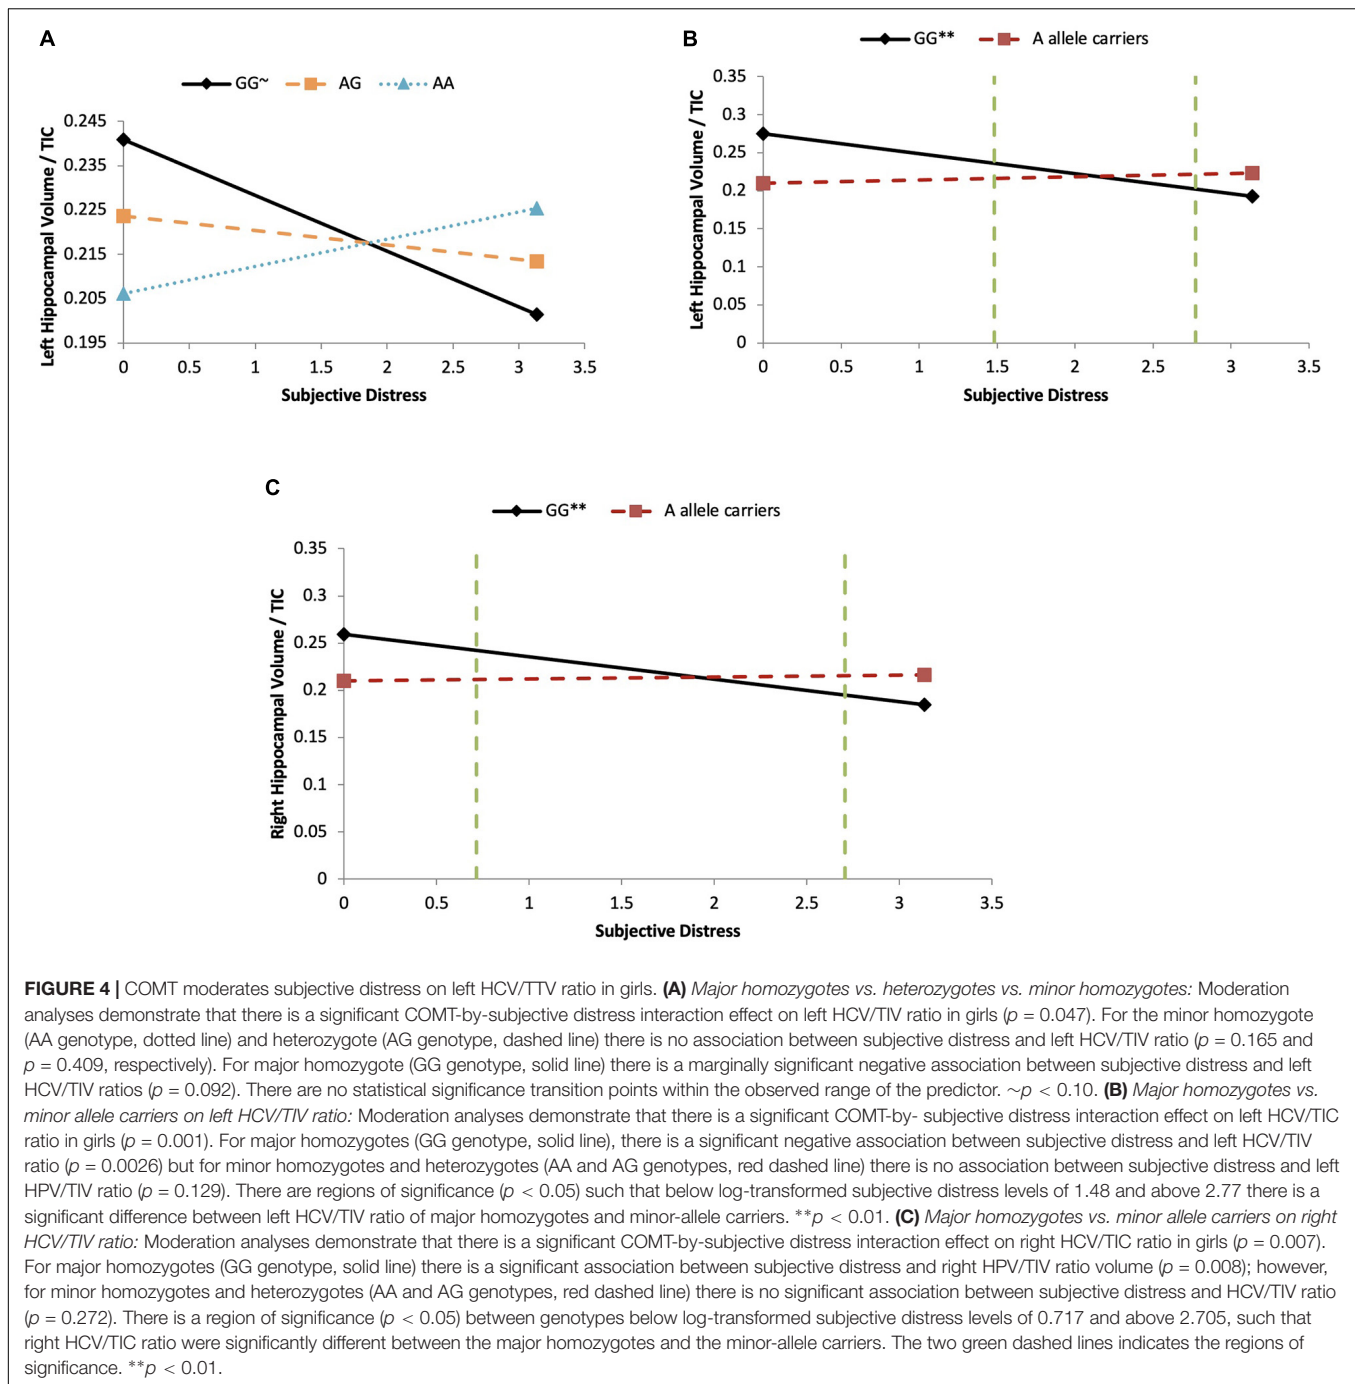 A
GG~ AG AA
0.245
0.235
0.225
0.215
0.205
0.195
Left Hippocampal Volume / TIC
0 0.5 1 1.5 2 2.5 3 3.5
Subjective Distress
B
GG** A allele carriers
0.35
0.3
0.25
0.2
0.15
0.1
0.05
0
Left Hippocampal Volume / TIC
0 0.5 1 1.5 2 2.5 3 3.5
Subjective Distress
C
GG** A allele carriers
0.35
0.3
0.25
0.2
0.15
0.1
0.05
0
Right Hippocampal Volume / TIC
0 0.5 1 1.5 2 2.5 3 3.5
Subjective Distress
FIGURE 4 | COMT moderates subjective distress on left HCV/TTV ratio in girls. (A) Major homozygotes vs. heterozygotes vs. minor homozygotes: Moderation
analyses demonstrate that there is a significant COMT-by-subjective distress interaction effect on left HCV/TIV ratio in girls (p = 0.047). For the minor homozygote
(AA genotype, dotted line) and heterozygote (AG genotype, dashed line) there is no association between subjective distress and left HCV/TIV ratio (p = 0.165 and
p = 0.409, respectively). For major homozygote (GG genotype, solid line) there is a marginally significant negative association between subjective distress and left
HCV/TIV ratios (p = 0.092). There are no statistical significance transition points within the observed range of the predictor. ~p < 0.10. (B) Major homozygotes vs.
minor allele carriers on left HCV/TIV ratio: Moderation analyses demonstrate that there is a significant COMT-by- subjective distress interaction effect on left HCV/TIC
ratio in girls (p = 0.001). For major homozygotes (GG genotype, solid line), there is a significant negative association between subjective distress and left HCV/TIV
ratio (p = 0.0026) but for minor homozygotes and heterozygotes (AA and AG genotypes, red dashed line) there is no association between subjective distress and left
HPV/TIV ratio (p = 0.129). There are regions of significance (p < 0.05) such that below log-transformed subjective distress levels of 1.48 and above 2.77 there is a
significant difference between left HCV/TIV ratio of major homozygotes and minor-allele carriers. **p < 0.01. (C) Major homozygotes vs. minor allele carriers on right
HCV/TIV ratio: Moderation analyses demonstrate that there is a significant COMT-by-subjective distress interaction effect on right HCV/TIC ratio in girls (p = 0.007).
For major homozygotes (GG genotype, solid line) there is a significant association between subjective distress and right HPV/TIV ratio volume (p = 0.008); however,
for minor homozygotes and heterozygotes (AA and AG genotypes, red dashed line) there is no significant association between subjective distress and HCV/TIV ratio
(p = 0.272). There is a region of significance (p < 0.05) between genotypes below log-transformed subjective distress levels of 0.717 and above 2.705, such that
right HCV/TIC ratio were significantly different between the major homozygotes and the minor-allele carriers. The two green dashed lines indicates the regions of
significance. **p < 0.01.